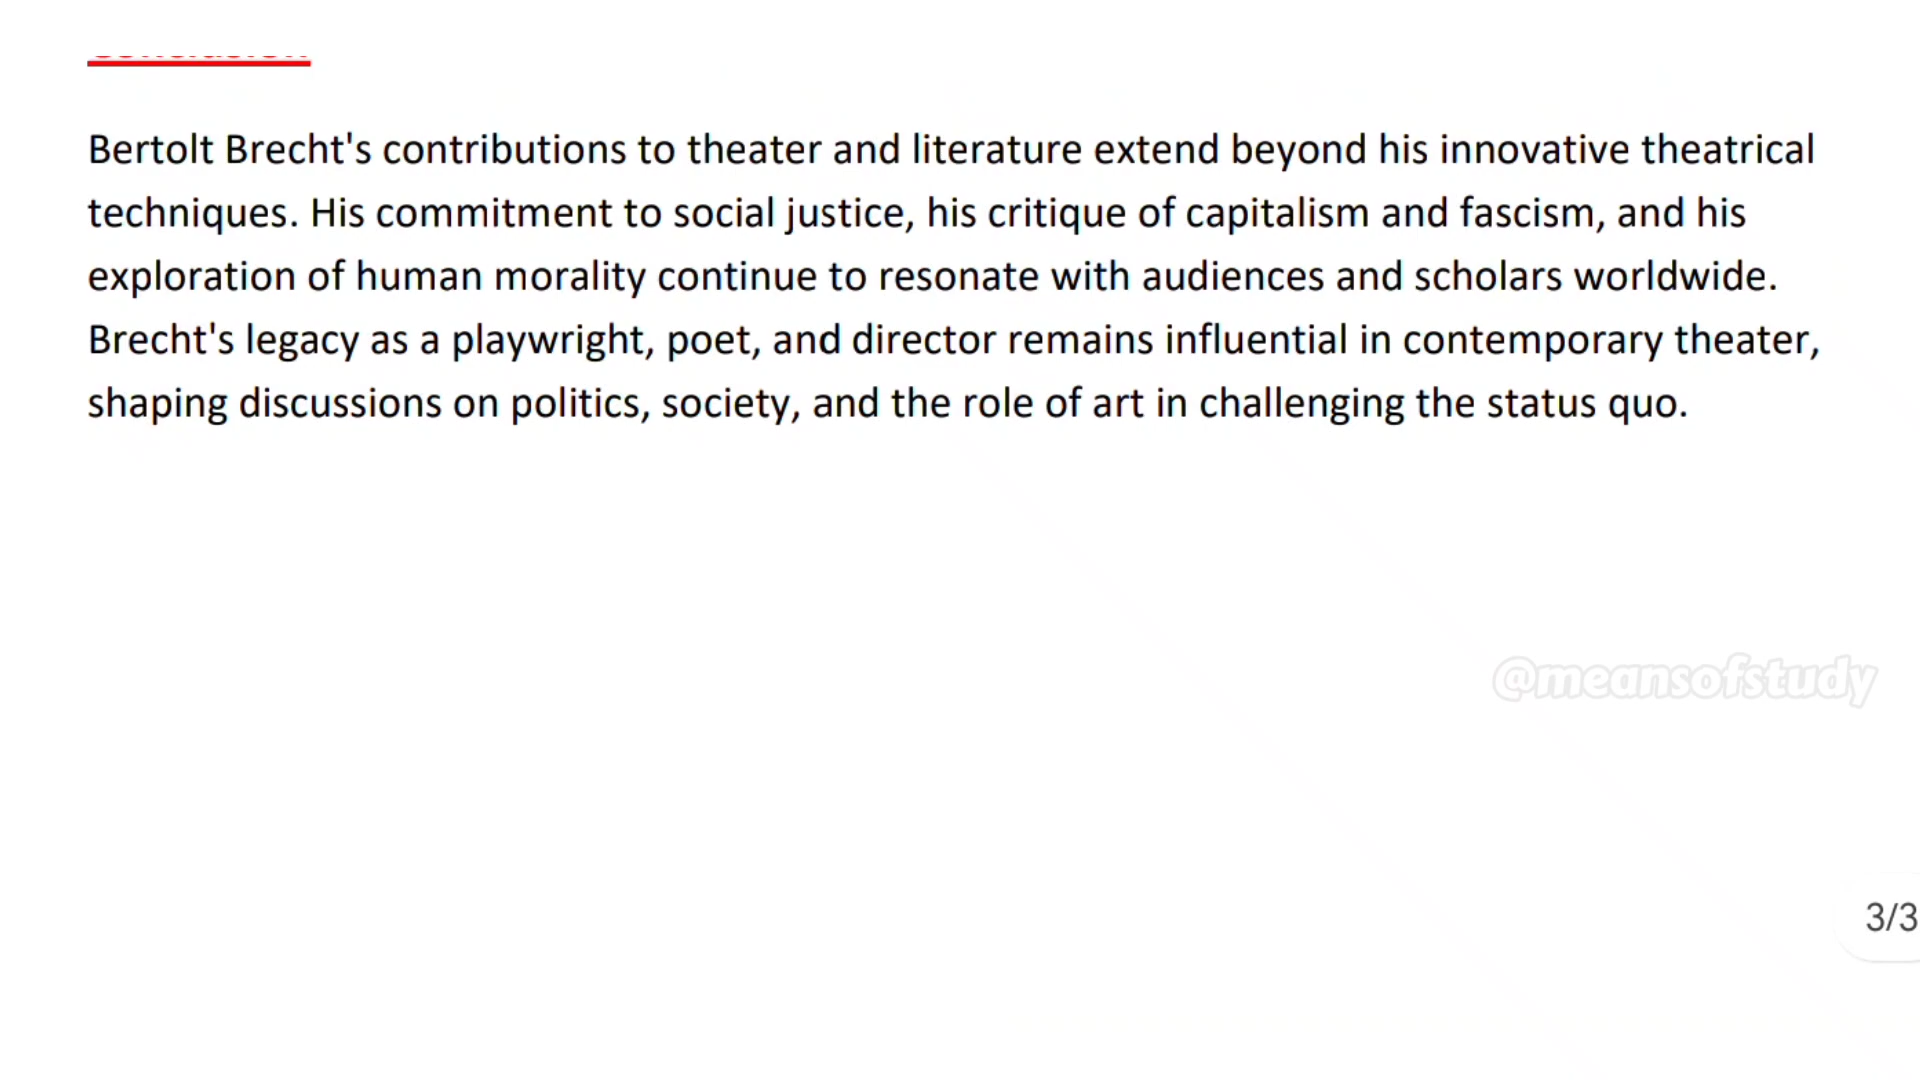 Bertolt Brecht's contributions to theater and literature extend beyond his innovative theatrical
techniques. His commitment to social justice, his critique of capitalism and fascism, and his
exploration of human morality continue to resonate with audiences and scholars worldwide.
Brecht's legacy as a playwright, poet, and director remains influential in contemporary theater,
shaping discussions on politics, society, and the role of art in challenging the status quo.
@meansofstudy
3/3